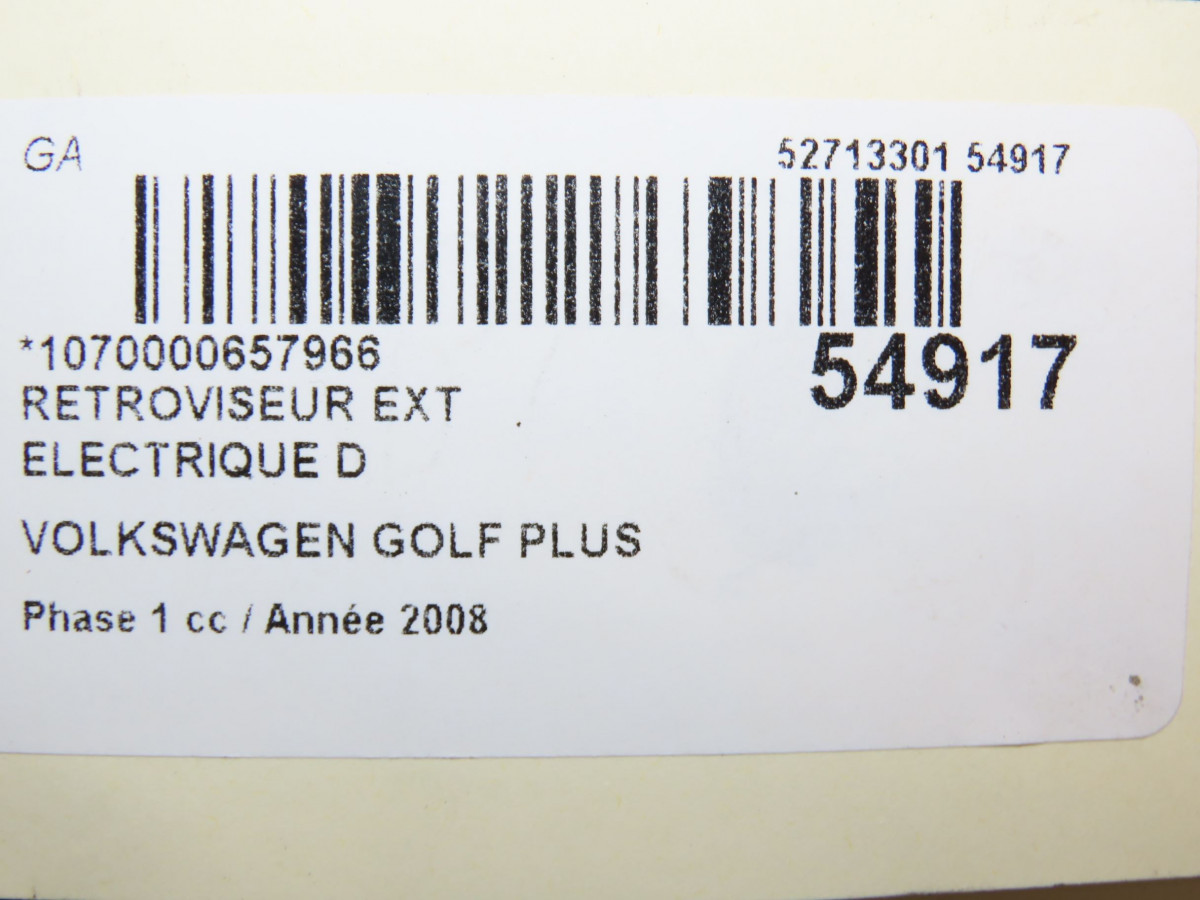 GA
52713301 54917
*1070000657966
54917
RETROVISEUR EXT
ELECTRIQUE D
VOLKSWAGEN GOLF PLUS
Phase 1 cc / Année 2008